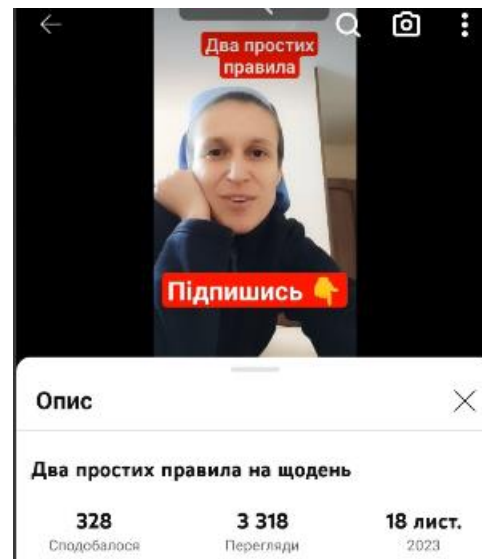 Два простих
правила
Підпишись 👇
Опис
Два простих правила на щодень
328 3 318 18 лист.
Сподобалося Перегляди 2023